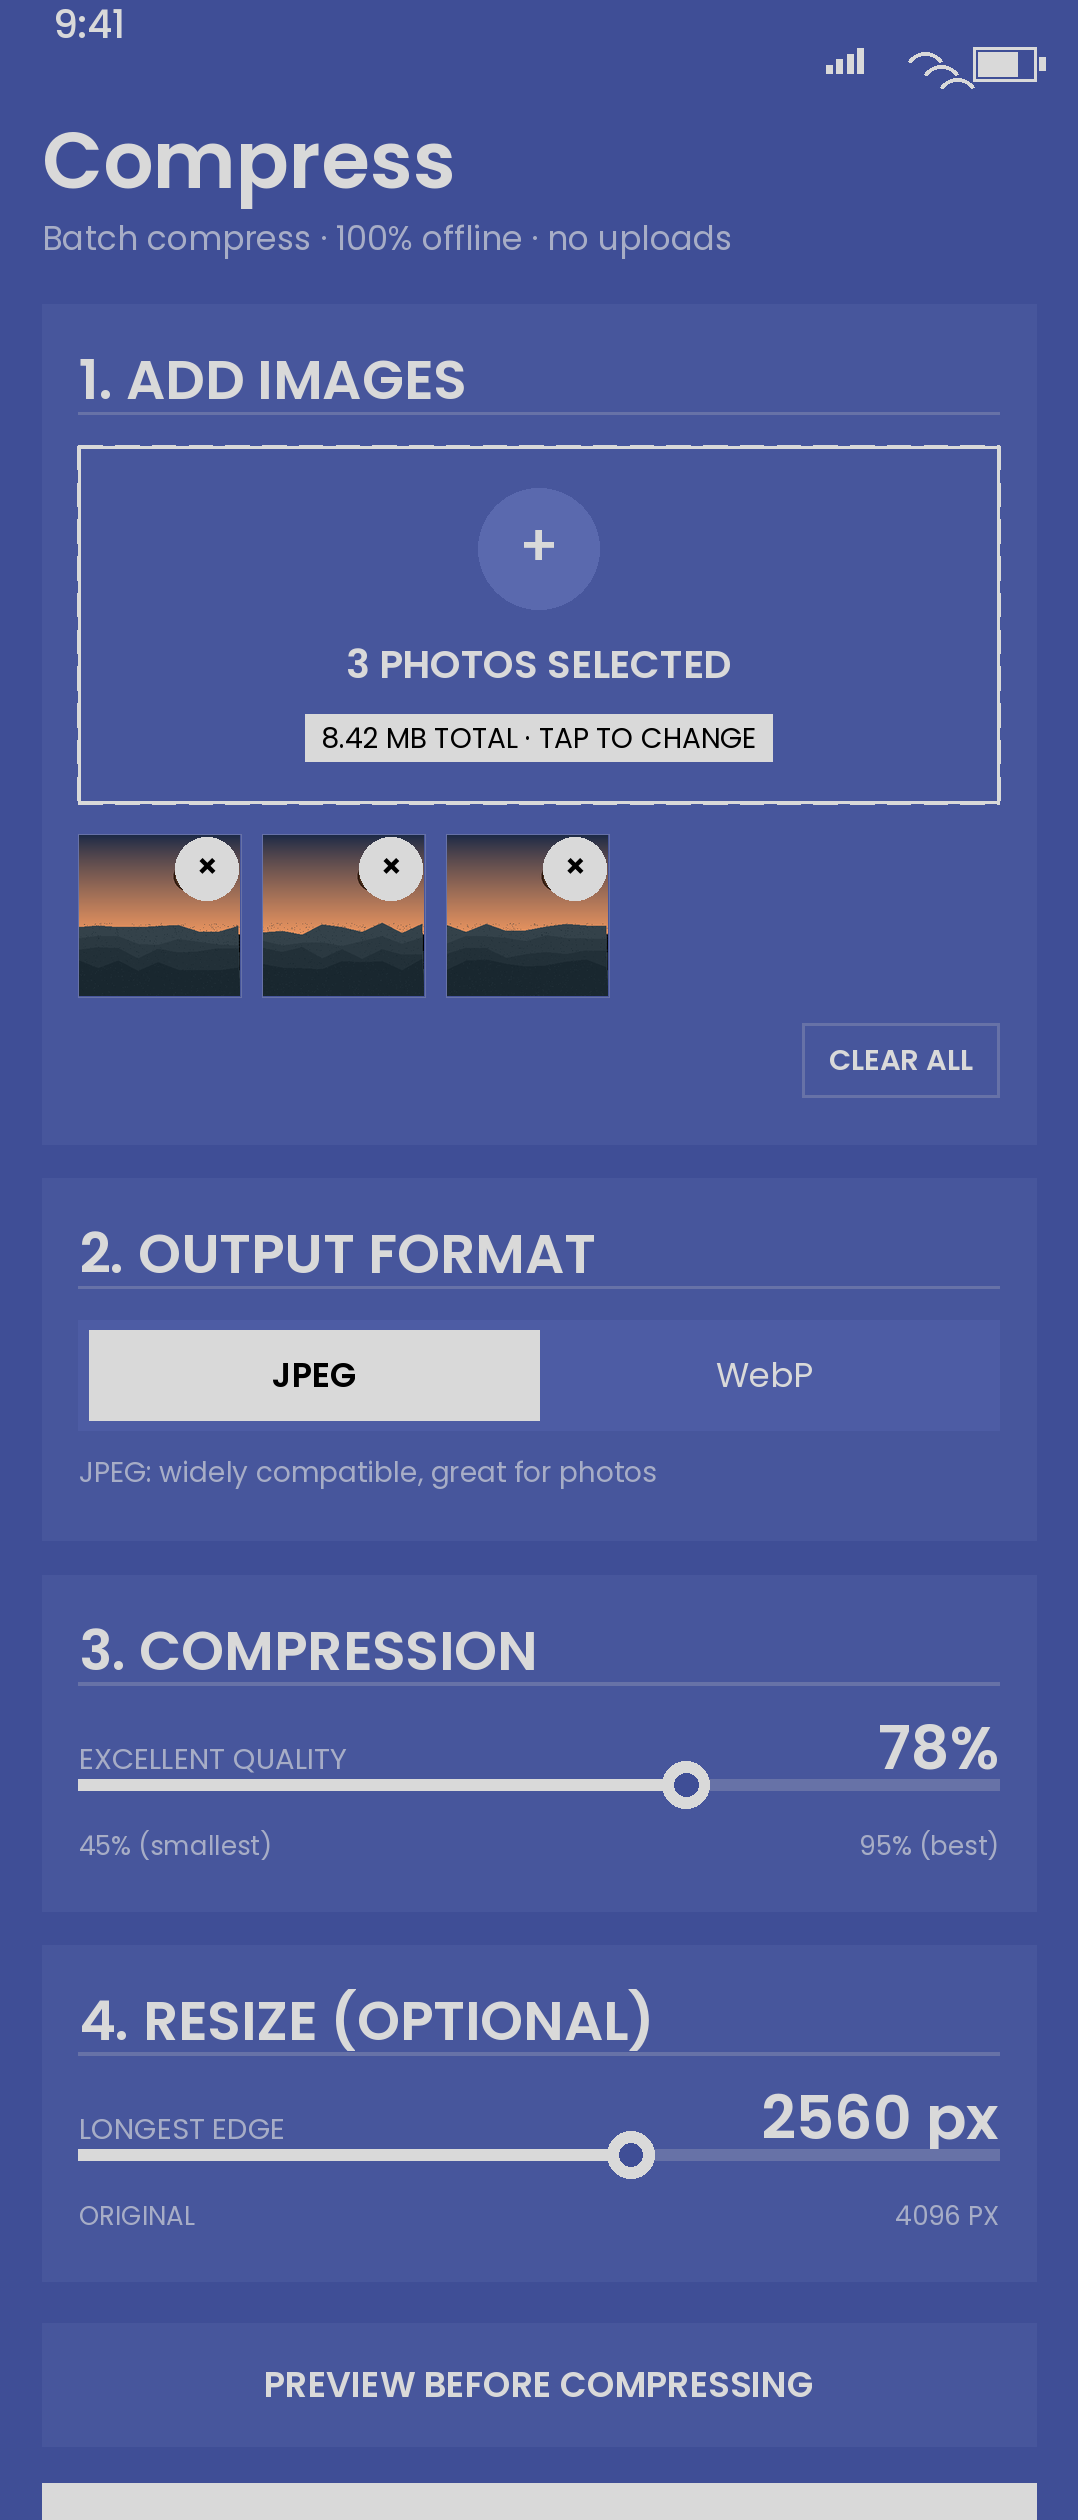 9:41
Compress
Batch compress · 100% offline · no uploads
1. ADD IMAGES
+
3 PHOTOS SELECTED
8.42 MB TOTAL · TAP TO CHANGE
× × ×
CLEAR ALL
2. OUTPUT FORMAT
JPEG WebP
JPEG: widely compatible, great for photos
3. COMPRESSION
EXCELLENT QUALITY 78%
45% (smallest) 95% (best)
4. RESIZE (OPTIONAL)
LONGEST EDGE 2560 px
ORIGINAL 4096 PX
PREVIEW BEFORE COMPRESSING